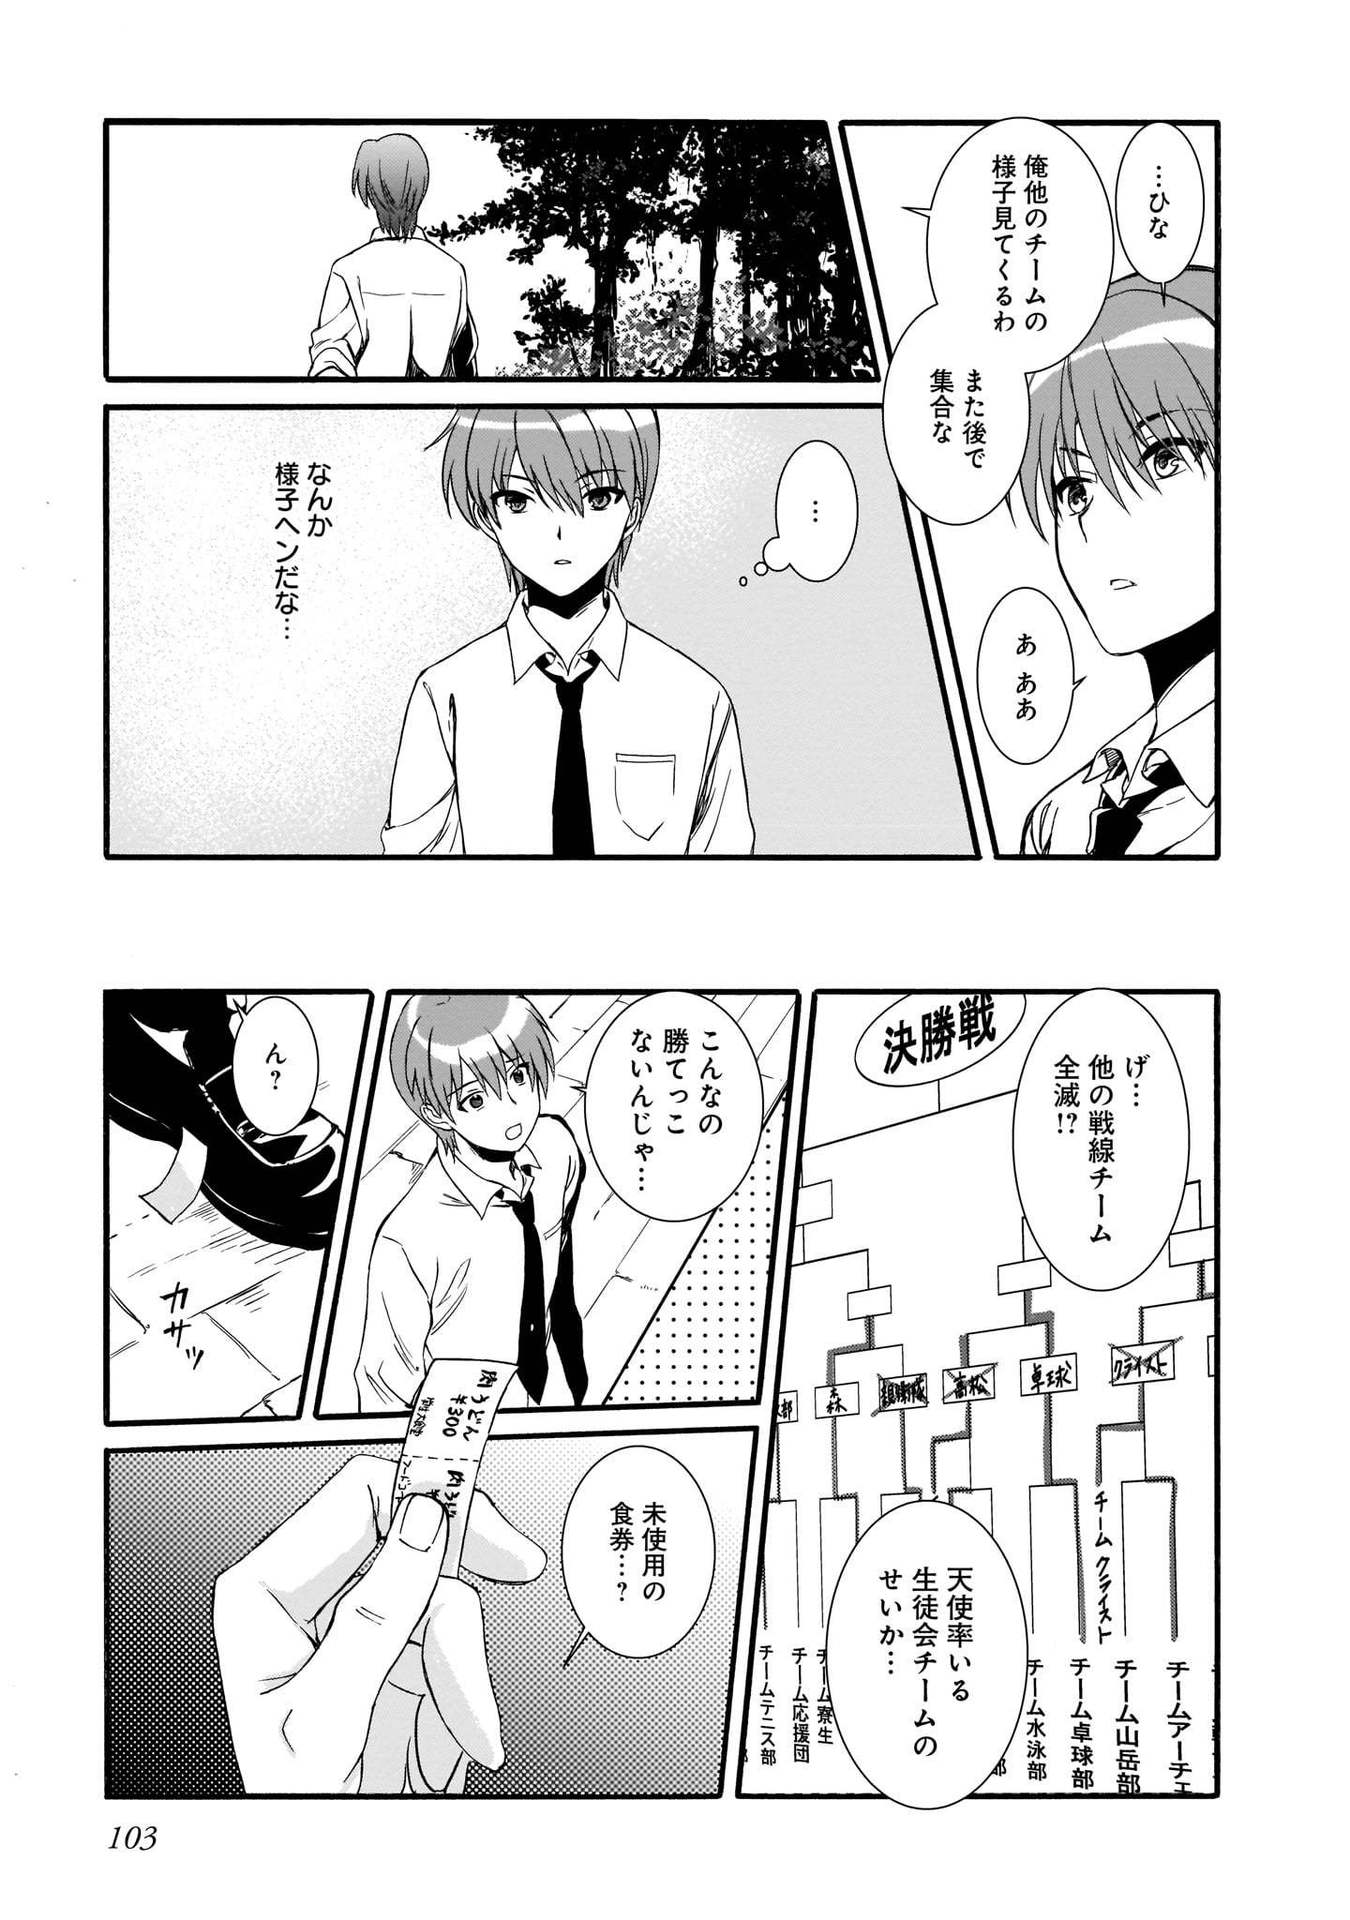 …ひな
俺他のチームの
様子見てくるわ
また後で
集合な
あ ああ
…
なんか
様子ヘンだな…
げ…
他の戦線チーム
全滅!?
決勝戦
クライスト
卓球
高松
森
チームクライスト
チームアーチェ
チーム山岳部
チーム卓球部
チーム水泳部
チーム寮生
チーム応援団
チームテニス部
天使率いる
生徒会チームの
せいか…
こんなの
勝てっこ
ないんじゃ…
ん?
カサッ
肉うどん
¥300
未使用の
食券…?
103